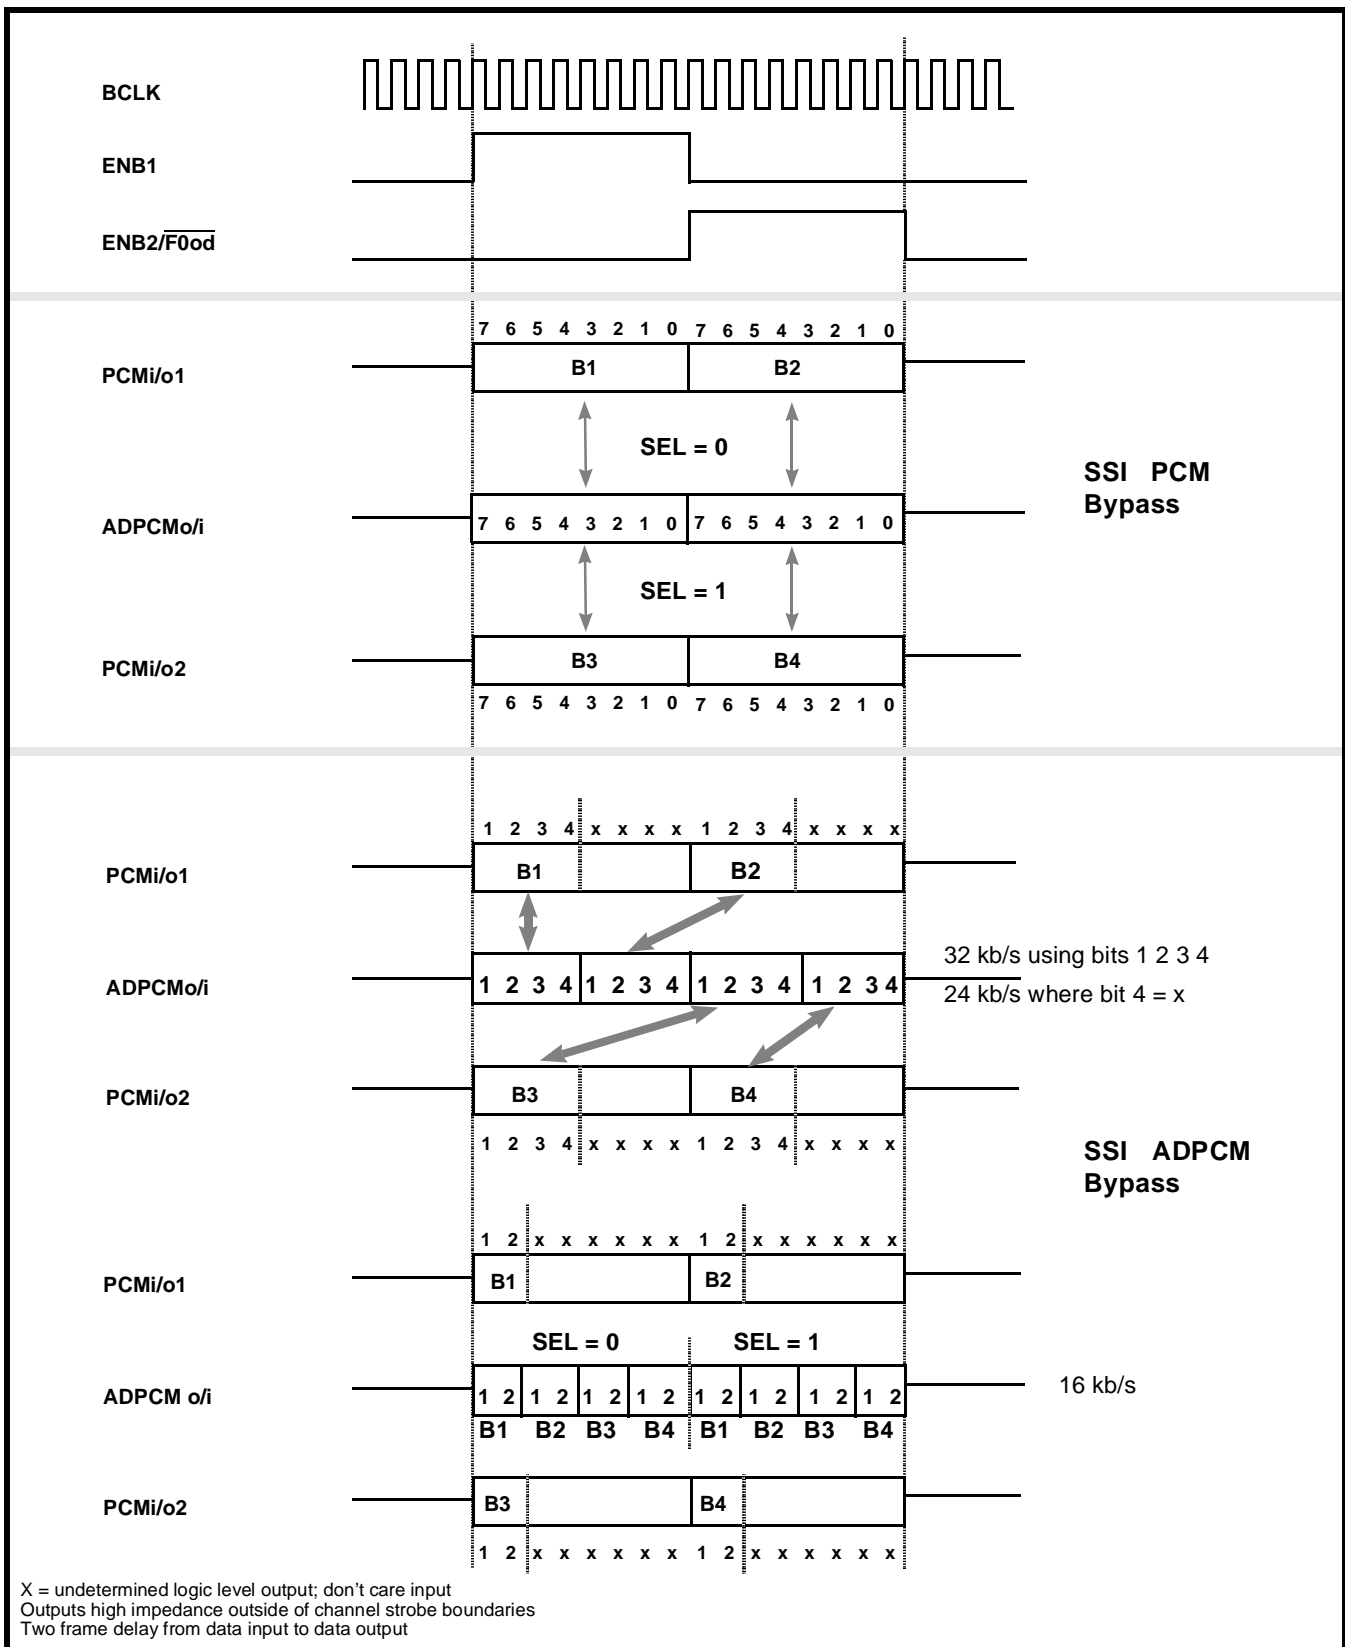 BCLK
ENB1
ENB2/F0od
7 6 5 4 3 2 1 0 7 6 5 4 3 2 1 0
PCMi/o1
B1 B2
SEL = 0
SSI PCM
Bypass
ADPCMo/i
7 6 5 4 3 2 1 0 7 6 5 4 3 2 1 0
SEL = 1
PCMi/o2
B3 B4
7 6 5 4 3 2 1 0 7 6 5 4 3 2 1 0
1 2 3 4 x x x x 1 2 3 4 x x x x
PCMi/o1
B1 B2
ADPCMo/i
1 2 3 4 1 2 3 4 1 2 3 4 1 2 3 4
32 kb/s using bits 1 2 3 4
24 kb/s where bit 4 = x
PCMi/o2
B3 B4
1 2 3 4 x x x x 1 2 3 4 x x x x
SSI ADPCM
Bypass
1 2 x x x x x x 1 2 x x x x x x
PCMi/o1
B1 B2
SEL = 0 SEL = 1
ADPCM o/i
1 2 1 2 1 2 1 2 1 2 1 2 1 2 1 2
16 kb/s
B1 B2 B3 B4 B1 B2 B3 B4
PCMi/o2
B3 B4
1 2 x x x x x x 1 2 x x x x x x
X = undetermined logic level output; don't care input
Outputs high impedance outside of channel strobe boundaries
Two frame delay from data input to data output